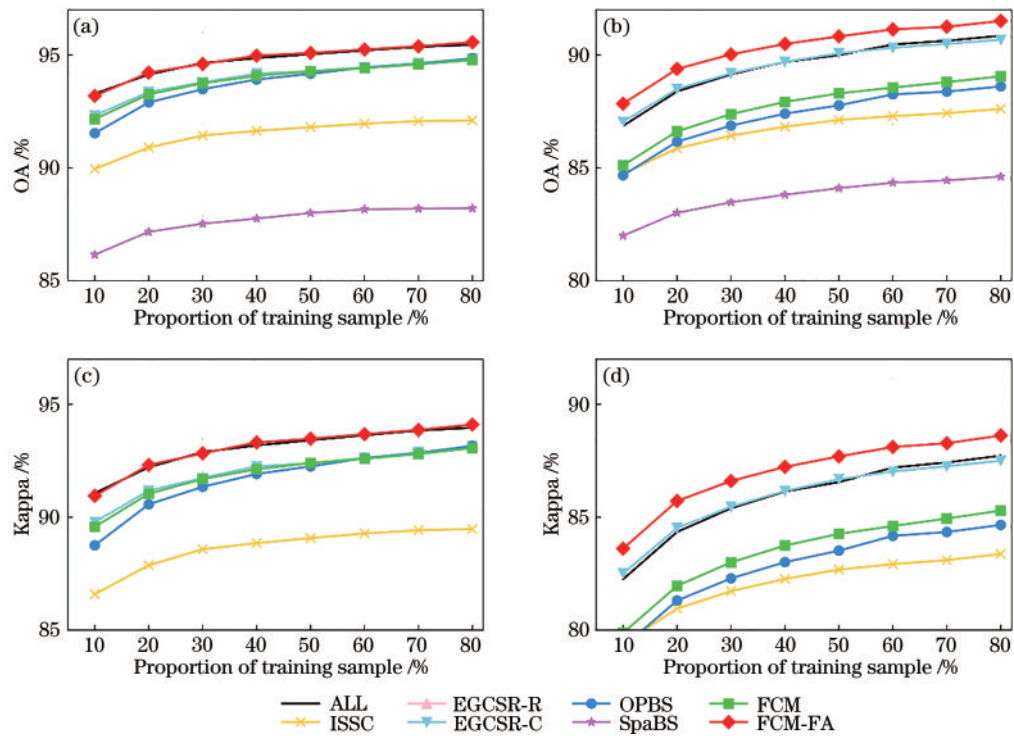 (a)
95
90
85
OA /%
10 20 30 40 50 60 70 80
Proportion of training sample /%
(b)
90
85
80
OA /%
10 20 30 40 50 60 70 80
Proportion of training sample /%
(c)
95
90
85
Kappa /%
10 20 30 40 50 60 70 80
Proportion of training sample /%
(d)
90
85
80
Kappa /%
10 20 30 40 50 60 70 80
Proportion of training sample /%
ALL EGCSR-R OPBS FCM
ISSC EGCSR-C SpaBS FCM-FA